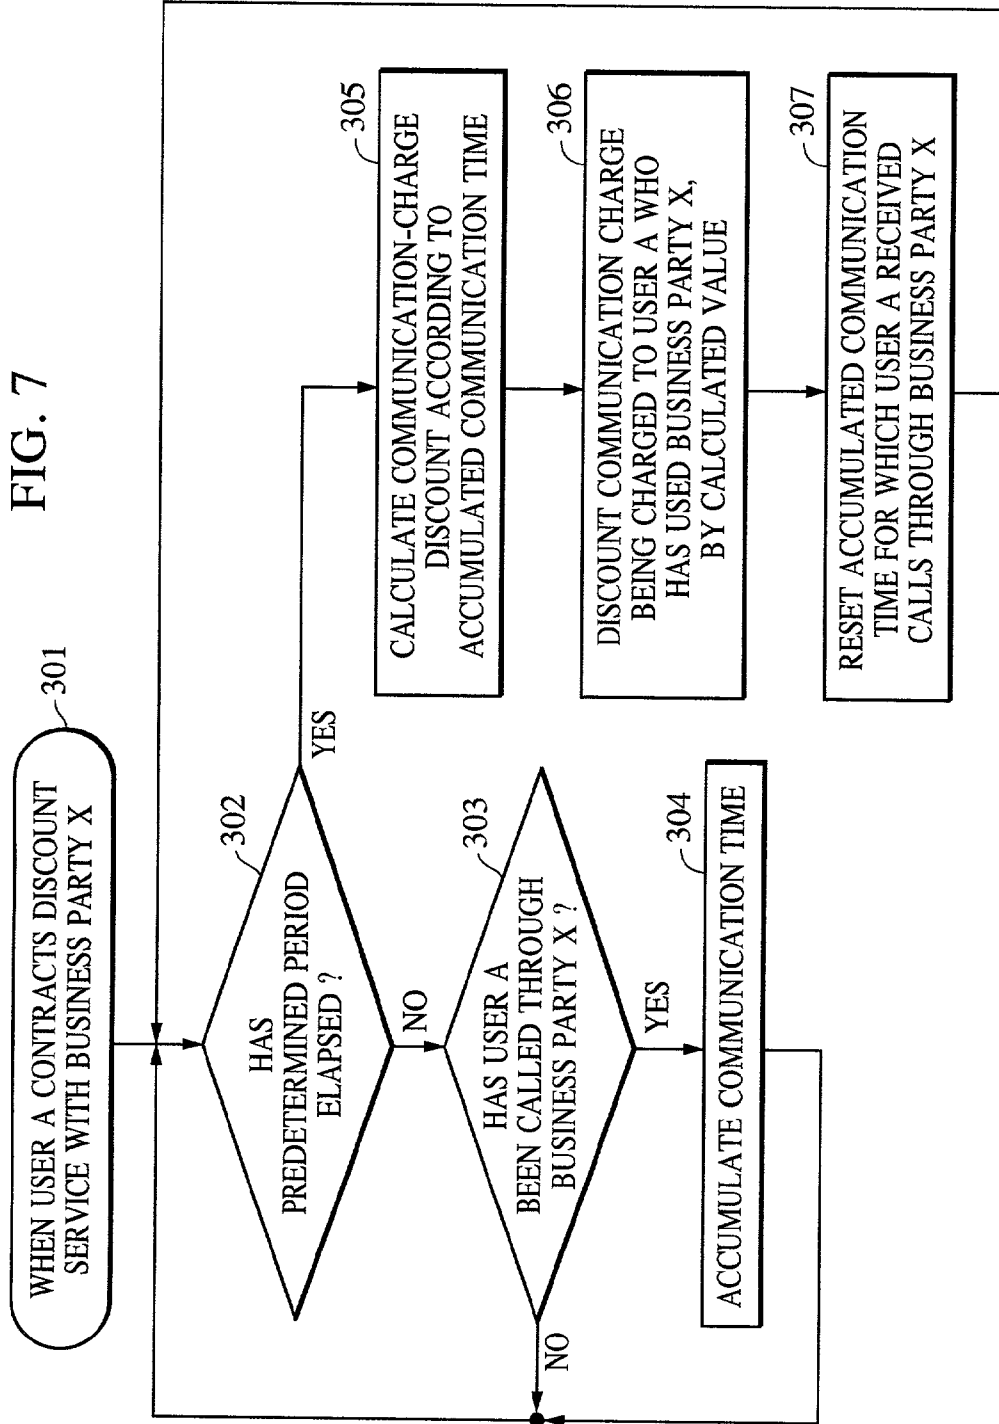 FIG. 7
301
WHEN USER A CONTRACTS DISCOUNT
SERVICE WITH BUSINESS PARTY X
302
HAS
PREDETERMINED PERIOD
ELAPSED ?
YES
NO
303
HAS USER A
BEEN CALLED THROUGH
BUSINESS PARTY X ?
NO
YES
304
ACCUMULATE COMMUNICATION TIME
305
CALCULATE COMMUNICATION-CHARGE
DISCOUNT ACCORDING TO
ACCUMULATED COMMUNICATION TIME
306
DISCOUNT COMMUNICATION CHARGE
BEING CHARGED TO USER A WHO
HAS USED BUSINESS PARTY X,
BY CALCULATED VALUE
307
RESET ACCUMULATED COMMUNICATION
TIME FOR WHICH USER A RECEIVED
CALLS THROUGH BUSINESS PARTY X